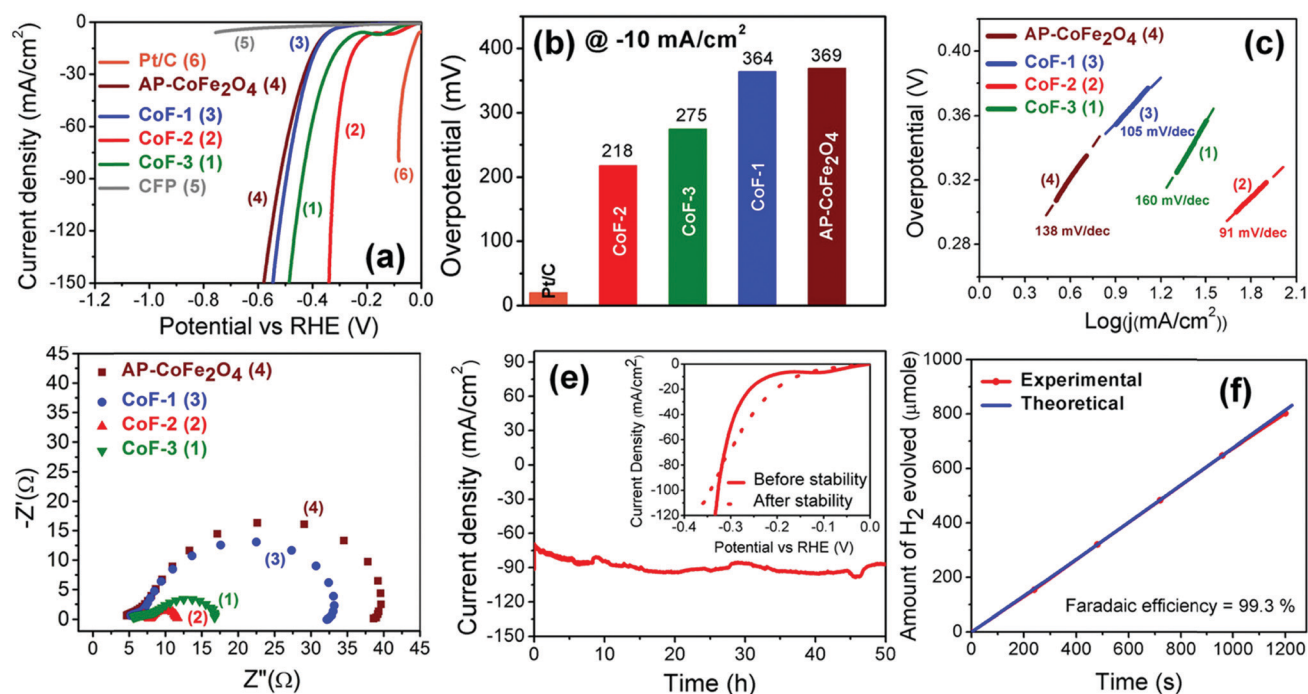 (a)
Current density (mA/cm²)
0
-30
-60
-90
-120
-150
Pt/C (6)
AP-CoFe₂O₄ (4)
CoF-1 (3)
CoF-2 (2)
CoF-3 (1)
CFP (5)
(5)
(3)
(2)
(6)
(4)
(1)
-1.2 -1.0 -0.8 -0.6 -0.4 -0.2 0.0
Potential vs RHE (V)
(b) @ -10 mA/cm²
Overpotential (mV)
400
300
200
100
0
218
275
364
369
Pt/C
CoF-2
CoF-3
CoF-1
AP-CoFe₂O₄
(c)
Overpotential (V)
0.40
0.36
0.32
0.28
AP-CoFe₂O₄ (4)
CoF-1 (3)
CoF-2 (2)
CoF-3 (1)
(3)
105 mV/dec
(1)
(4)
(2)
160 mV/dec
138 mV/dec
91 mV/dec
0.0 0.3 0.6 0.9 1.2 1.5 1.8 2.1
Log(j(mA/cm²))
-Z'(Ω)
45
40
35
30
25
20
15
10
5
0
AP-CoFe₂O₄ (4)
CoF-1 (3)
CoF-2 (2)
CoF-3 (1)
(4)
(3)
(1)
(2)
0 5 10 15 20 25 30 35 40 45
Z"(Ω)
(e)
Current density (mA/cm²)
90
60
30
0
-30
-60
-90
-120
-150
Current Density (mA/cm²)
0
-20
-40
-60
-80
-100
-120
Before stability
After stability
-0.4 -0.3 -0.2 -0.1 0.0
Potential vs RHE (V)
0 10 20 30 40 50
Time (h)
(f)
Amount of H₂ evolved (μmole)
1000
800
600
400
200
0
Experimental
Theoretical
Faradaic efficiency = 99.3 %
0 200 400 600 800 1000 1200
Time (s)